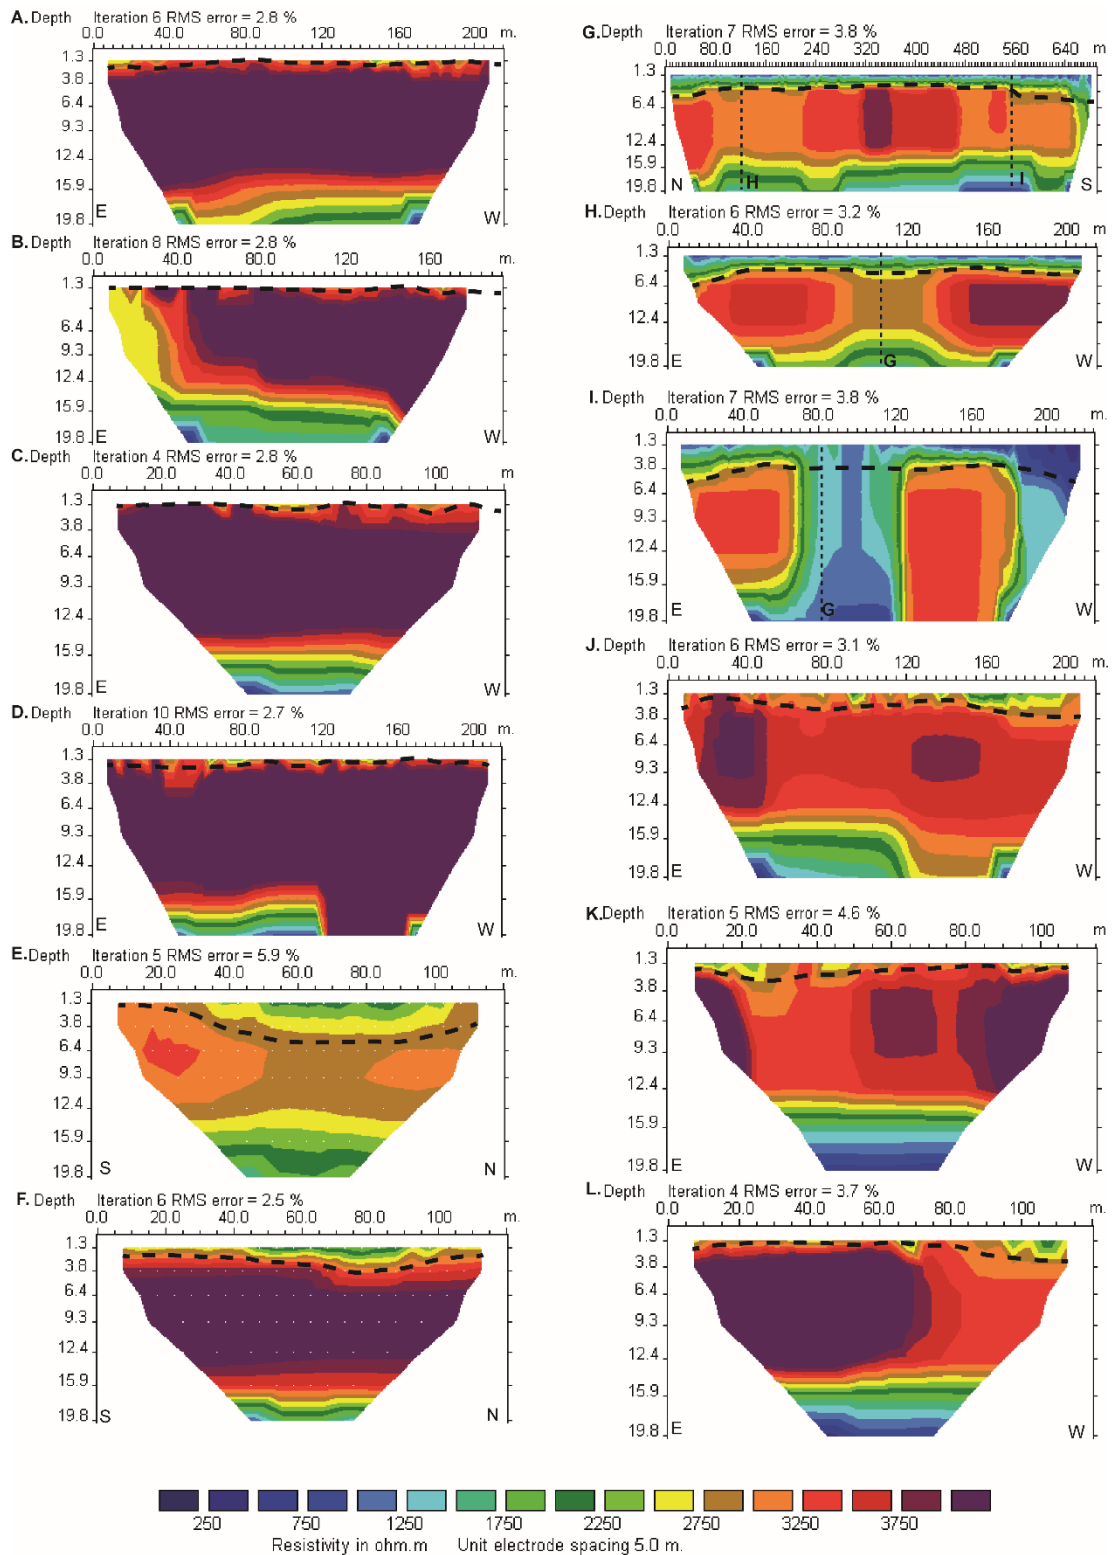 A. Depth Iteration 6 RMS error = 2.8 %
0.0 40.0 80.0 120 160 200 m.
1.3
3.8
6.4
9.3
12.4
15.9
19.8
E W
B. Depth Iteration 8 RMS error = 2.8 %
0.0 40.0 80.0 120 160 m.
1.3
6.4
9.3
12.4
15.9
19.8
E W
C. Depth Iteration 4 RMS error = 2.8 %
0.0 20.0 40.0 60.0 80.0 100 m.
1.3
3.8
6.4
9.3
12.4
15.9
19.8
E W
D. Depth Iteration 10 RMS error = 2.7 %
0.0 40.0 80.0 120 160 200 m.
1.3
3.8
6.4
9.3
12.4
15.9
19.8
E W
E. Depth Iteration 5 RMS error = 5.9 %
0.0 20.0 40.0 60.0 80.0 100 m.
1.3
3.8
6.4
9.3
12.4
15.9
19.8
S N
F. Depth Iteration 6 RMS error = 2.5 %
0.0 20.0 40.0 60.0 80.0 100 m.
1.3
3.8
6.4
9.3
12.4
15.9
19.8
S N
G. Depth Iteration 7 RMS error = 3.8 %
0.0 80.0 160 240 320 400 480 560 640 m.
1.3
6.4
12.4
15.9
19.8
N H I S
H. Depth Iteration 6 RMS error = 3.2 %
0.0 40.0 80.0 120 160 200 m.
1.3
6.4
12.4
19.8
E G W
I. Depth Iteration 7 RMS error = 3.8 %
0.0 40.0 80.0 120 160 200 m.
1.3
3.8
6.4
9.3
12.4
15.9
19.8
E G W
J. Depth Iteration 6 RMS error = 3.1 %
0.0 40.0 80.0 120 160 200 m.
1.3
3.8
6.4
9.3
12.4
15.9
19.8
E W
K. Depth Iteration 5 RMS error = 4.6 %
0.0 20.0 40.0 60.0 80.0 100 m.
1.3
3.8
6.4
9.3
12.4
15.9
19.8
E W
L. Depth Iteration 4 RMS error = 3.7 %
0.0 20.0 40.0 60.0 80.0 100 m.
1.3
3.8
6.4
9.3
12.4
15.9
19.8
E W
250 750 1250 1750 2250 2750 3250 3750
Resistivity in ohm.m Unit electrode spacing 5.0 m.